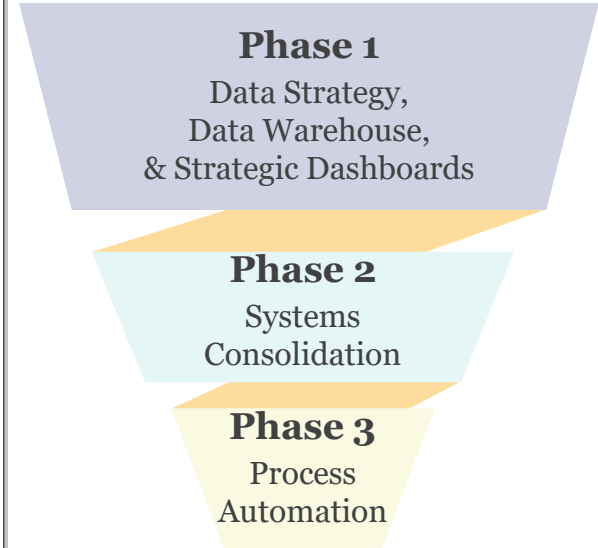 Phase 1
Data Strategy,
Data Warehouse,
& Strategic Dashboards
Phase 2
Systems
Consolidation
Phase 3
Process
Automation